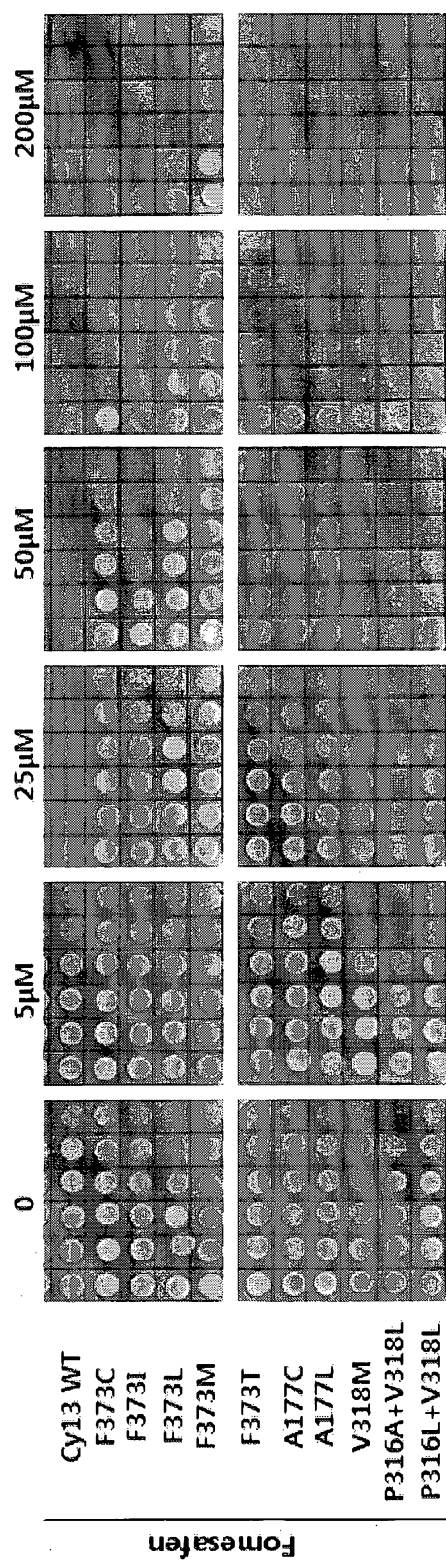 0 5μM 25μM 50μM 100μM 200μM
Fomesafen
Cy13 WT
F373C
F373I
F373L
F373M
F373T
A177C
A177L
V318M
P316A+V318L
P316L+V318L